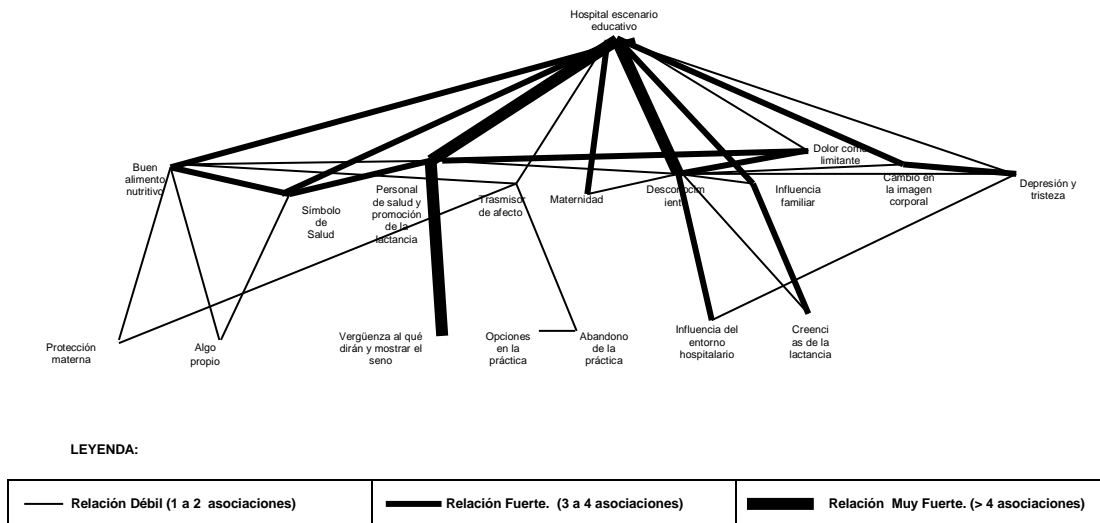 Hospital escenario
educativo
Buen
alimento
nutritivo
Símbolo
de
Salud
Personal
de salud y
promoción
de la
lactancia
Trasmisor
de afecto
Maternidad
Desconocim
iento
Influencia
familiar
Dolor como
limitante
Cambio en
la imagen
corporal
Depresión y
tristeza
Protección
materna
Algo
propio
Vergüenza al qué
dirán y mostrar el
seno
Opciones
en la
práctica
Abandono
de la
práctica
Influencia del
entorno
hospitalario
Creenci
as de la
lactancia
LEYENDA:
Relación Débil (1 a 2 asociaciones)
Relación Fuerte. (3 a 4 asociaciones)
Relación Muy Fuerte. (> 4 asociaciones)